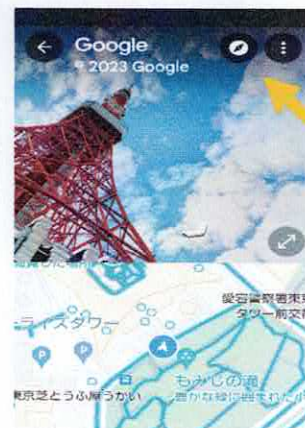 Google
© 2023 Google
ライズタワー
愛宕警察署東京
タワー前交番
もみじの滝
東京芝とうふ屋うかい
豊かな緑に囲まれた